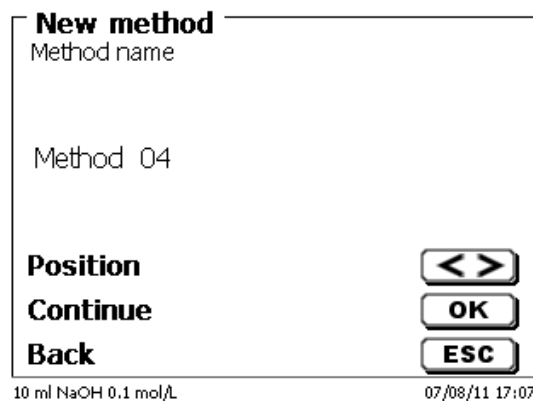 New method
Method name
Method 04
Position < >
Continue OK
Back ESC
10 ml NaOH 0.1 mol/L 07/08/11 17:07